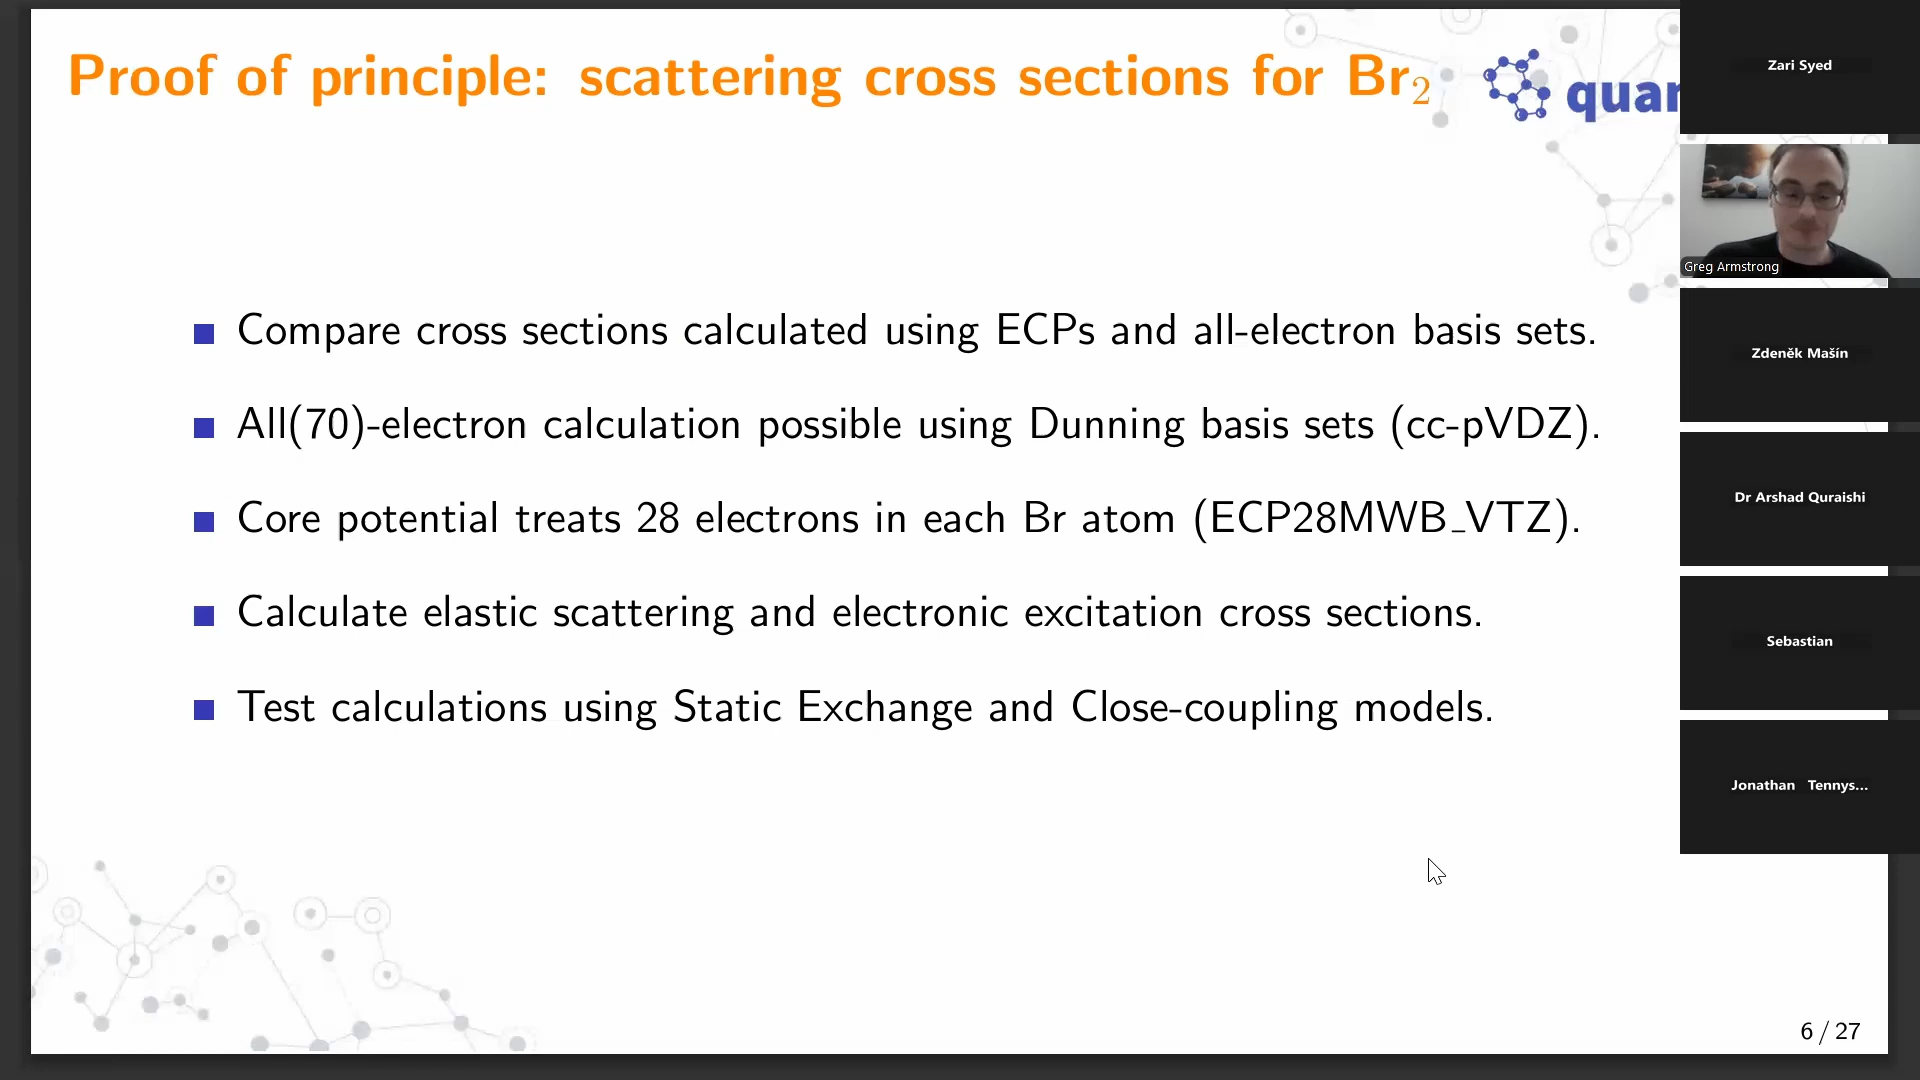 Proof of principle: scattering cross sections for Br₂
quan
Compare cross sections calculated using ECPs and all-electron basis sets.
All(70)-electron calculation possible using Dunning basis sets (cc-pVDZ).
Core potential treats 28 electrons in each Br atom (ECP28MWB_VTZ).
Calculate elastic scattering and electronic excitation cross sections.
Test calculations using Static Exchange and Close-coupling models.
6 / 27
Zari Syed
Greg Armstrong
Zdeněk Mašín
Dr Arshad Quraishi
Sebastian
Jonathan Tennys...